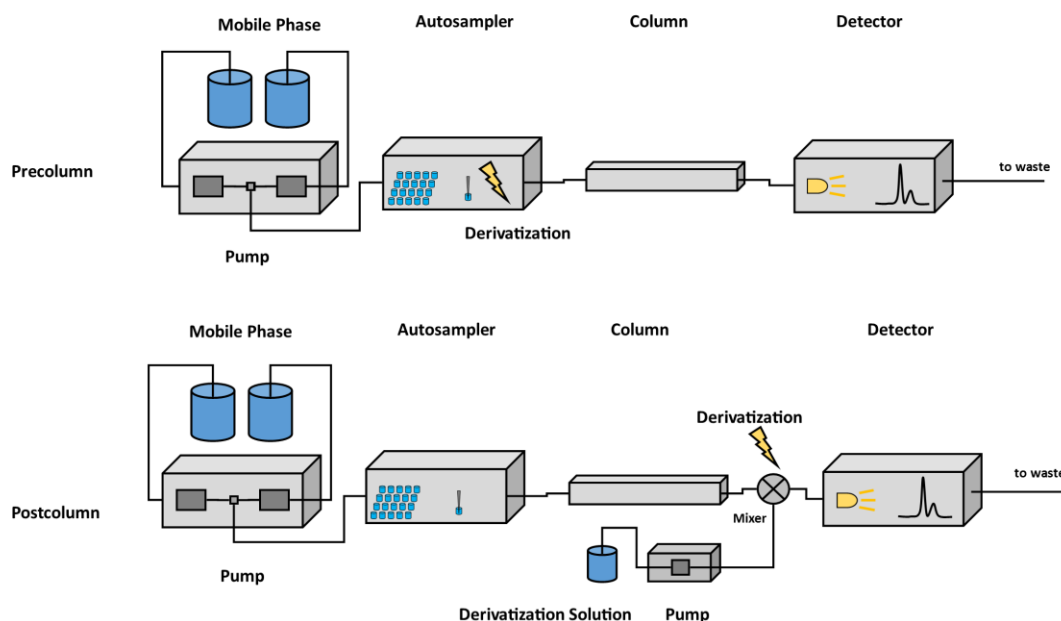 Mobile Phase
Autosampler
Column
Detector
Precolumn
to waste
Derivatization
Pump
Mobile Phase
Autosampler
Column
Detector
Derivatization
to waste
Postcolumn
Mixer
Pump
Derivatization Solution
Pump